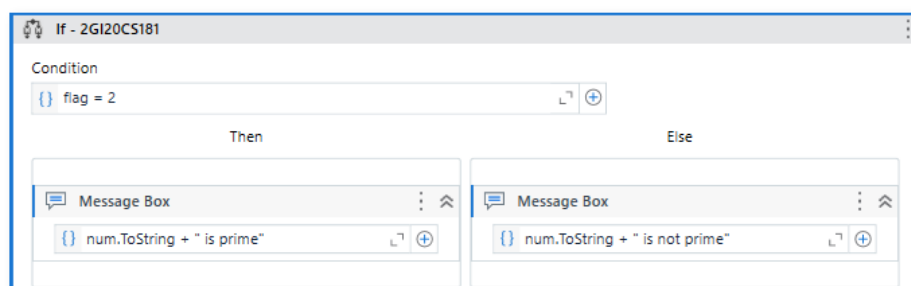 If - 2GI20CS181
Condition
{} flag = 2
Then
Else
Message Box
Message Box
{} num.ToString + " is prime"
{} num.ToString + " is not prime"